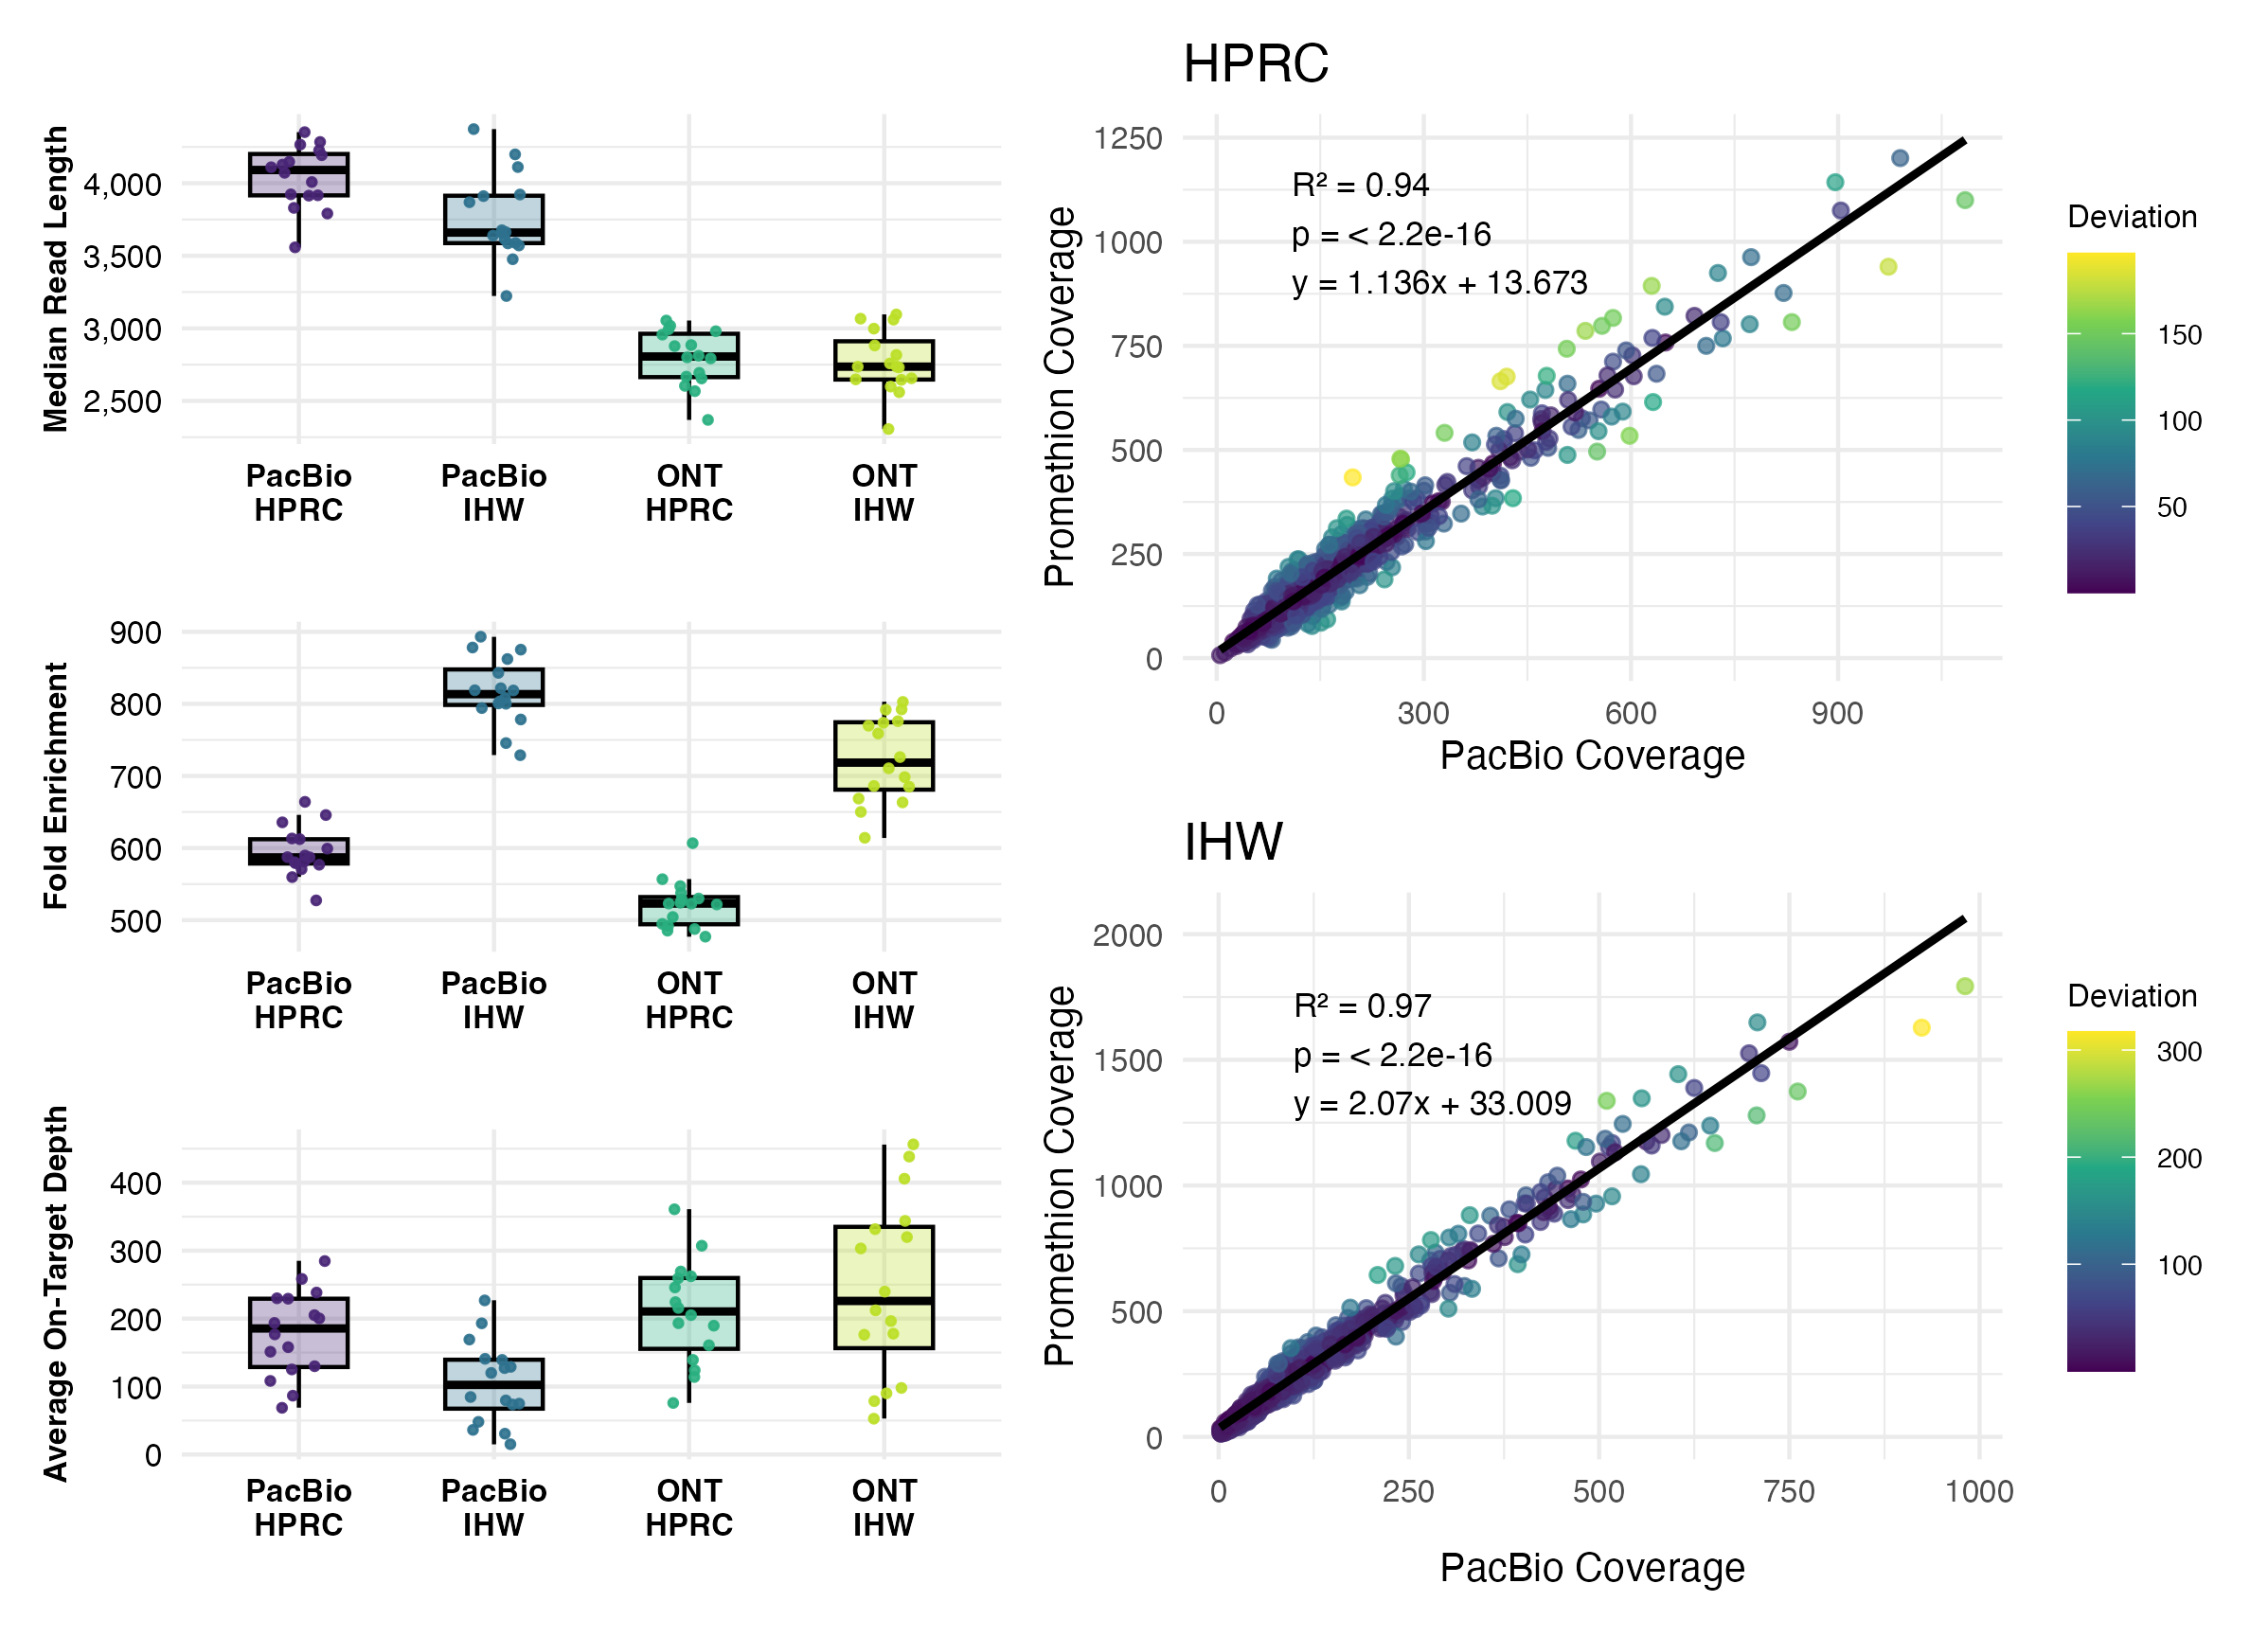 Median Read Length
4,000
3,500
3,000
2,500
PacBio
HPRC
PacBio
IHW
ONT
HPRC
ONT
IHW
Fold Enrichment
900
800
700
600
500
PacBio
HPRC
PacBio
IHW
ONT
HPRC
ONT
IHW
Average On-Target Depth
400
300
200
100
0
PacBio
HPRC
PacBio
IHW
ONT
HPRC
ONT
IHW
HPRC
Promethion Coverage
1250
1000
750
500
250
0
R² = 0.94
p = < 2.2e-16
y = 1.136x + 13.673
0 300 600 900
PacBio Coverage
Deviation
150
100
50
IHW
Promethion Coverage
2000
1500
1000
500
0
R² = 0.97
p = < 2.2e-16
y = 2.07x + 33.009
0 250 500 750 1000
PacBio Coverage
Deviation
300
200
100